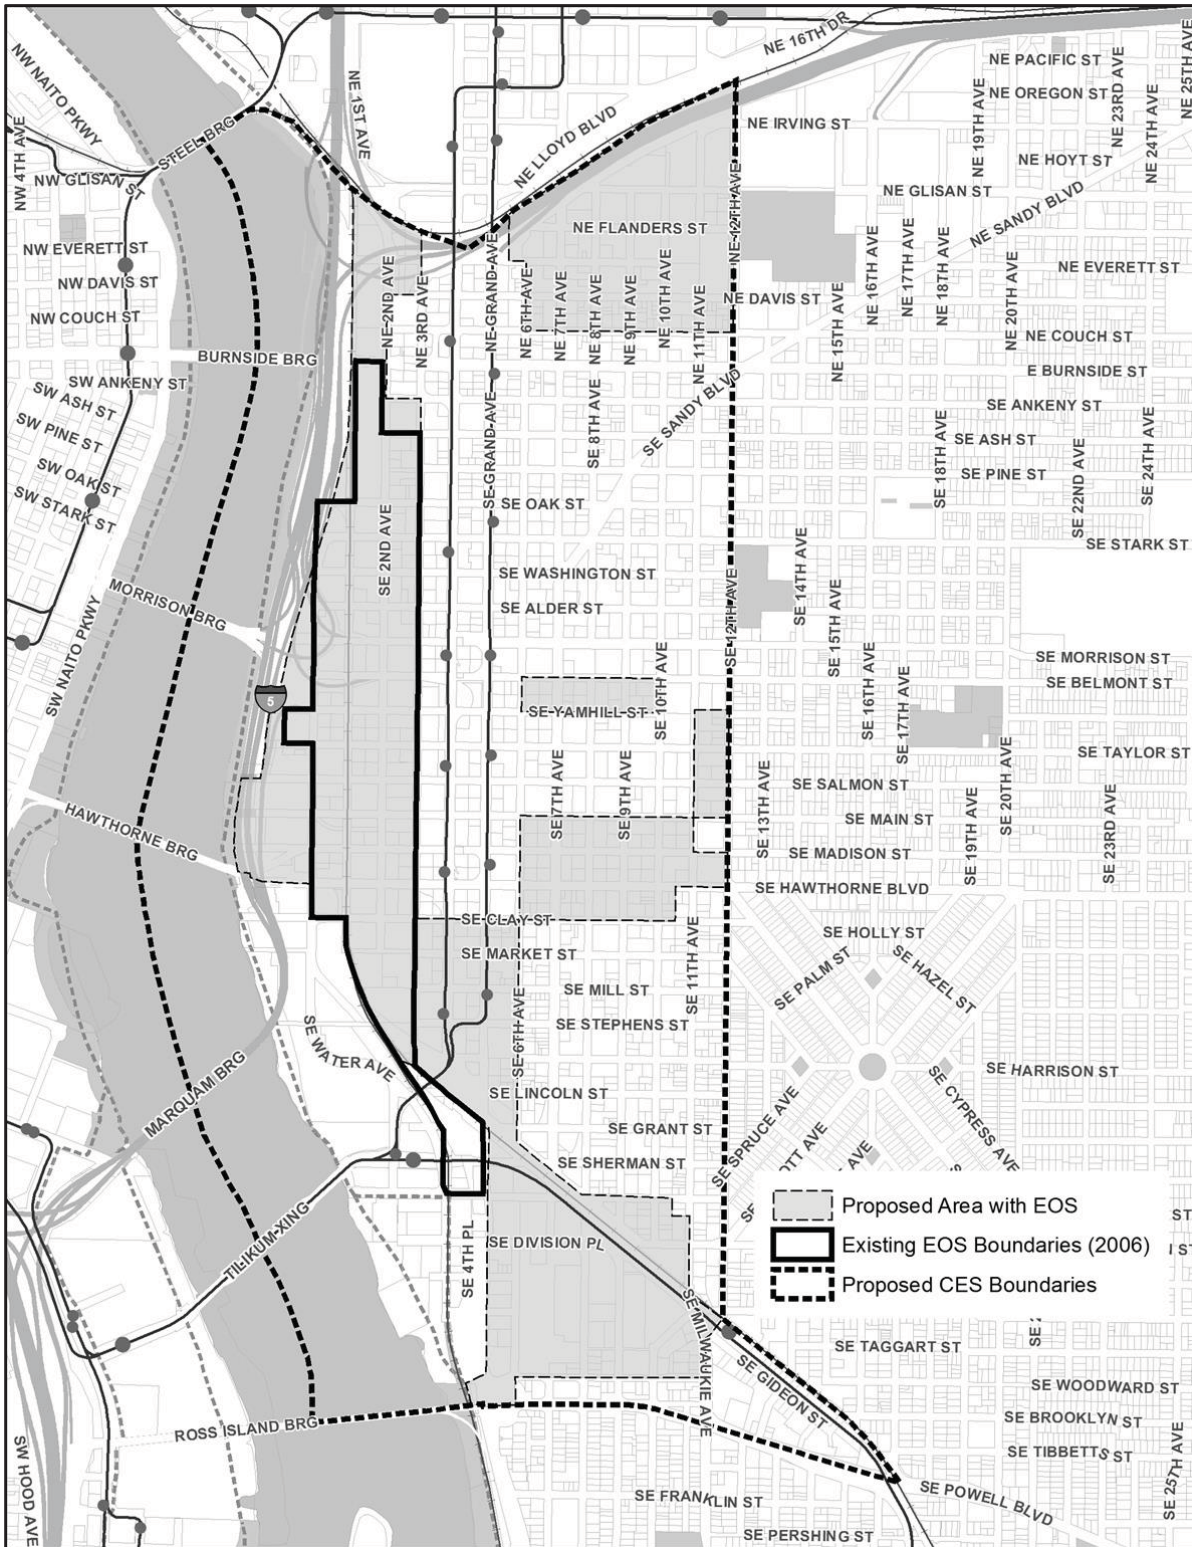 NE 16TH DR
NE PACIFIC ST
NE OREGON ST
NE 23RD AVE
NE 25TH AVE
NW NAITO PKWY
NE 1ST AVE
STEEL BRG
NE LLOYD BLVD
NE IRVING ST
NE 19TH AVE
NE 24TH AVE
NE HOYT ST
NW 4TH AVE
NW GLISAN ST
NE GLISAN ST
NE SANDY BLVD
NE 12TH AVE
NE FLANDERS ST
NW EVERETT ST
NE EVERETT ST
NE 16TH AVE
NE 17TH AVE
NE 18TH AVE
NW DAVIS ST
NE DAVIS ST
NE 2ND AVE
NE 3RD AVE
NE GRAND AVE
NE 6TH AVE
NE 7TH AVE
NE 8TH AVE
NE 9TH AVE
NE 10TH AVE
NE 11TH AVE
NE 15TH AVE
NE 20TH AVE
NW COUCH ST
NE COUCH ST
BURNSIDE BRG
E BURNSIDE ST
SW ANKENY ST
SE ANKENY ST
SW ASH ST
SE ASH ST
SW PINE ST
SE PINE ST
SW OAK ST
SW STARK ST
SE GRAND AVE
SE 8TH AVE
SE SANDY BLVD
SE 18TH AVE
SE 22ND AVE
SE 24TH AVE
SE OAK ST
SE 2ND AVE
SE STARK ST
SE WASHINGTON ST
SE 14TH AVE
SE ALDER ST
SE 12TH AVE
SE 15TH AVE
MORRISON BRG
SW NAITO PKWY
SE MORRISON ST
SE BELMONT ST
5
SE YAMHILL ST
SE 10TH AVE
SE 16TH AVE
SE 17TH AVE
SE TAYLOR ST
SE SALMON ST
SE 7TH AVE
SE 9TH AVE
SE 13TH AVE
SE 19TH AVE
SE 20TH AVE
SE 23RD AVE
SE MAIN ST
HAWTHORNE BRG
SE MADISON ST
SE HAWTHORNE BLVD
SE CLAY ST
SE HOLLY ST
SE MARKET ST
SE 11TH AVE
SE PALM ST
SE HAZEL ST
SE MILL ST
SE STEPHENS ST
SE WATER AVE
SE 6TH AVE
SE HARRISON ST
SE LINCOLN ST
SE CYPRESS AVE
SE SPRUCE AVE
MARQUAM BRG
SE GRANT ST
OTT AVE
AVE
SE SHERMAN ST
Proposed Area with EOS
ST
TILIKUM XING
SE 4TH PL
SE DIVISION PL
Existing EOS Boundaries (2006)
ST
Proposed CES Boundaries
SE MILWAUKIE AVE
SE TAGGART ST
SE GIDEON ST
SE WOODWARD ST
ROSS ISLAND BRG
SE BROOKLYN ST
SE TIBBETTS ST
SW HOOD AVE
SE 25TH AVE
SE FRANKLIN ST
SE POWELL BLVD
SE PERSHING ST